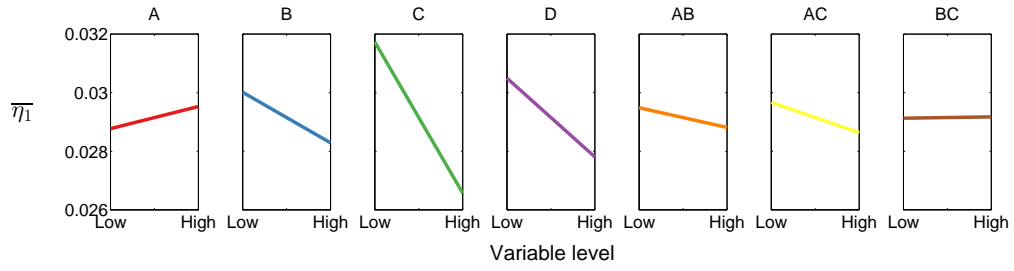 A B C D AB AC BC
0.032
0.03
0.028
0.026
η1
Low High Low High Low High Low High Low High Low High Low High
Variable level